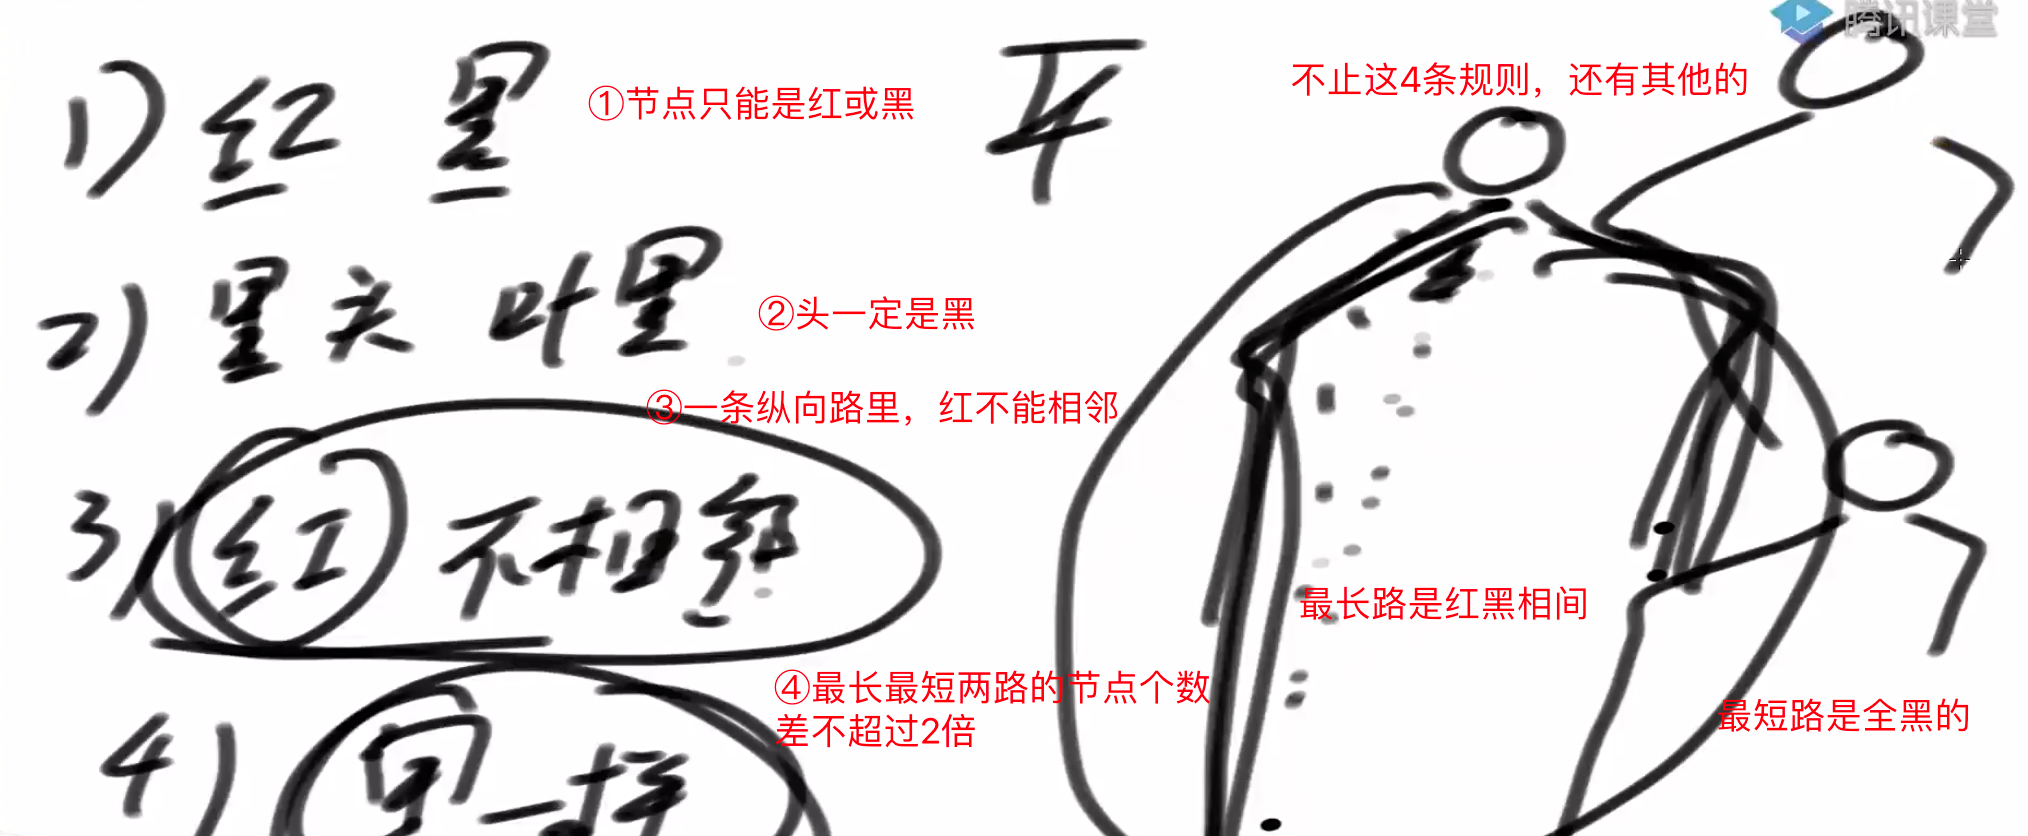 腾讯课堂
1) 红 黑
①节点只能是红或黑
不止这4条规则，还有其他的
2) 黑头 叶黑
②头一定是黑
③一条纵向路里，红不能相邻
3) 红不相邻
最长路是红黑相间
④最长最短两路的节点个数
差不超过2倍
最短路是全黑的
4) 黑一样